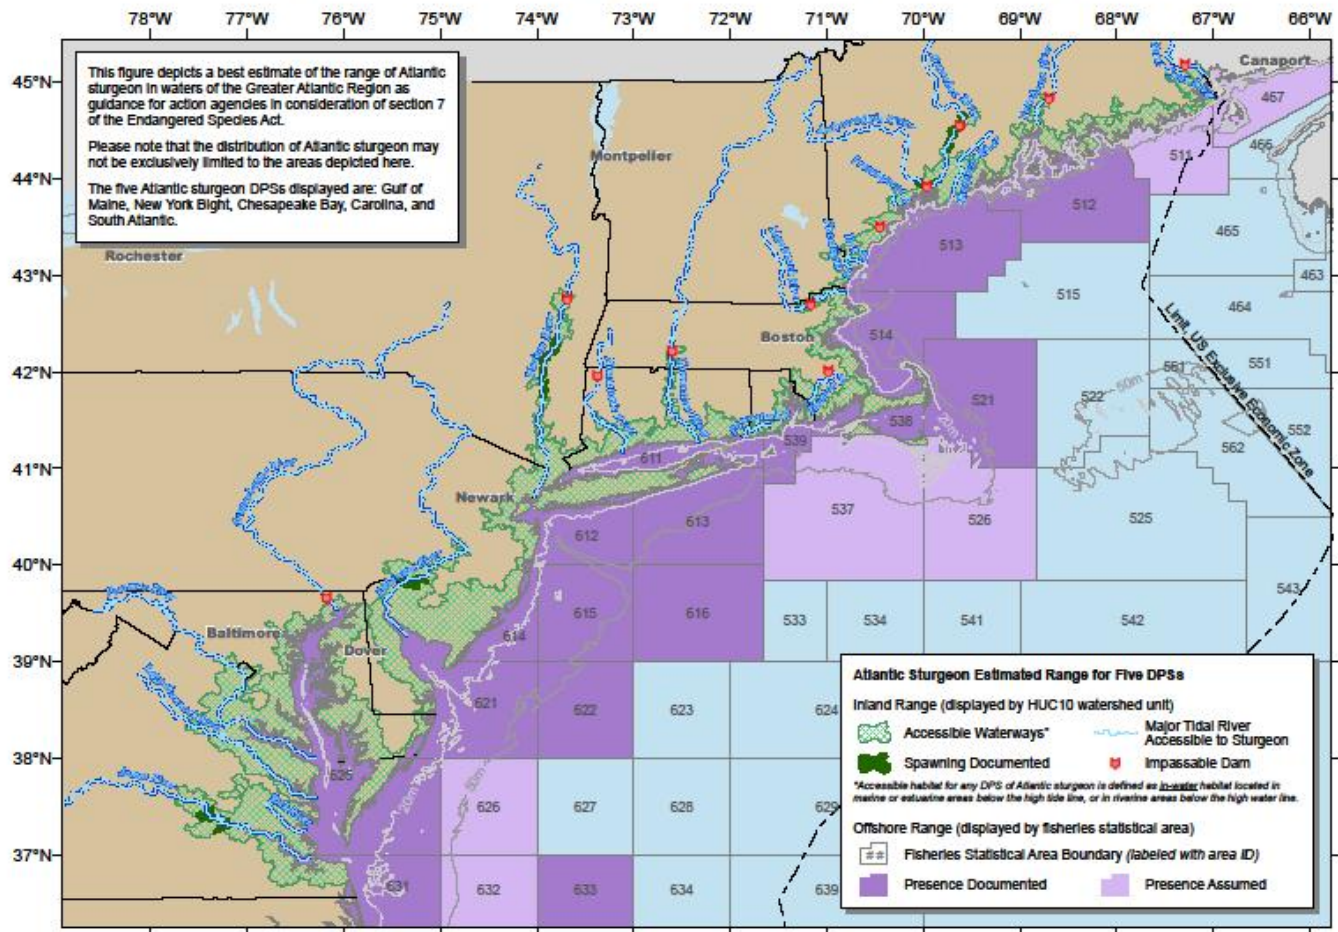 78°W 77°W 76°W 75°W 74°W 73°W 72°W 71°W 70°W 69°W 68°W 67°W 66°W
This figure depicts a best estimate of the range of Atlantic
sturgeon in waters of the Greater Atlantic Region as
guidance for action agencies in consideration of section 7
of the Endangered Species Act.
Please note that the distribution of Atlantic sturgeon may
not be exclusively limited to the areas depicted here.
The five Atlantic sturgeon DPSs displayed are: Gulf of
Maine, New York Bight, Chesapeake Bay, Carolina, and
South Atlantic.
45°N
44°N
43°N
42°N
41°N
40°N
39°N
38°N
37°N
Canaport
Montpelier
Rochester
Boston
Newark
Baltimore
Dover
467
466
511
512
465
513
463
515
464
514
551
561
521
522
552
538
562
539
611
537
526
525
613
612
543
615
616
533
534
541
542
614
621
622
623
624
625
626
627
628
629
631
632
633
634
639
20m
50m
50m
20m
50m
Limit, US Exclusive Economic Zone
Atlantic Sturgeon Estimated Range for Five DPSs
Inland Range (displayed by HUC10 watershed unit)
Accessible Waterways*
Major Tidal River
Accessible to Sturgeon
Spawning Documented
Impassable Dam
*Accessible habitat for any DPS of Atlantic sturgeon is defined as in-water habitat located in
marine or estuarine areas below the high tide line, or in riverine areas below the high water line.
Offshore Range (displayed by fisheries statistical area)
##
Fisheries Statistical Area Boundary (labeled with area ID)
Presence Documented
Presence Assumed